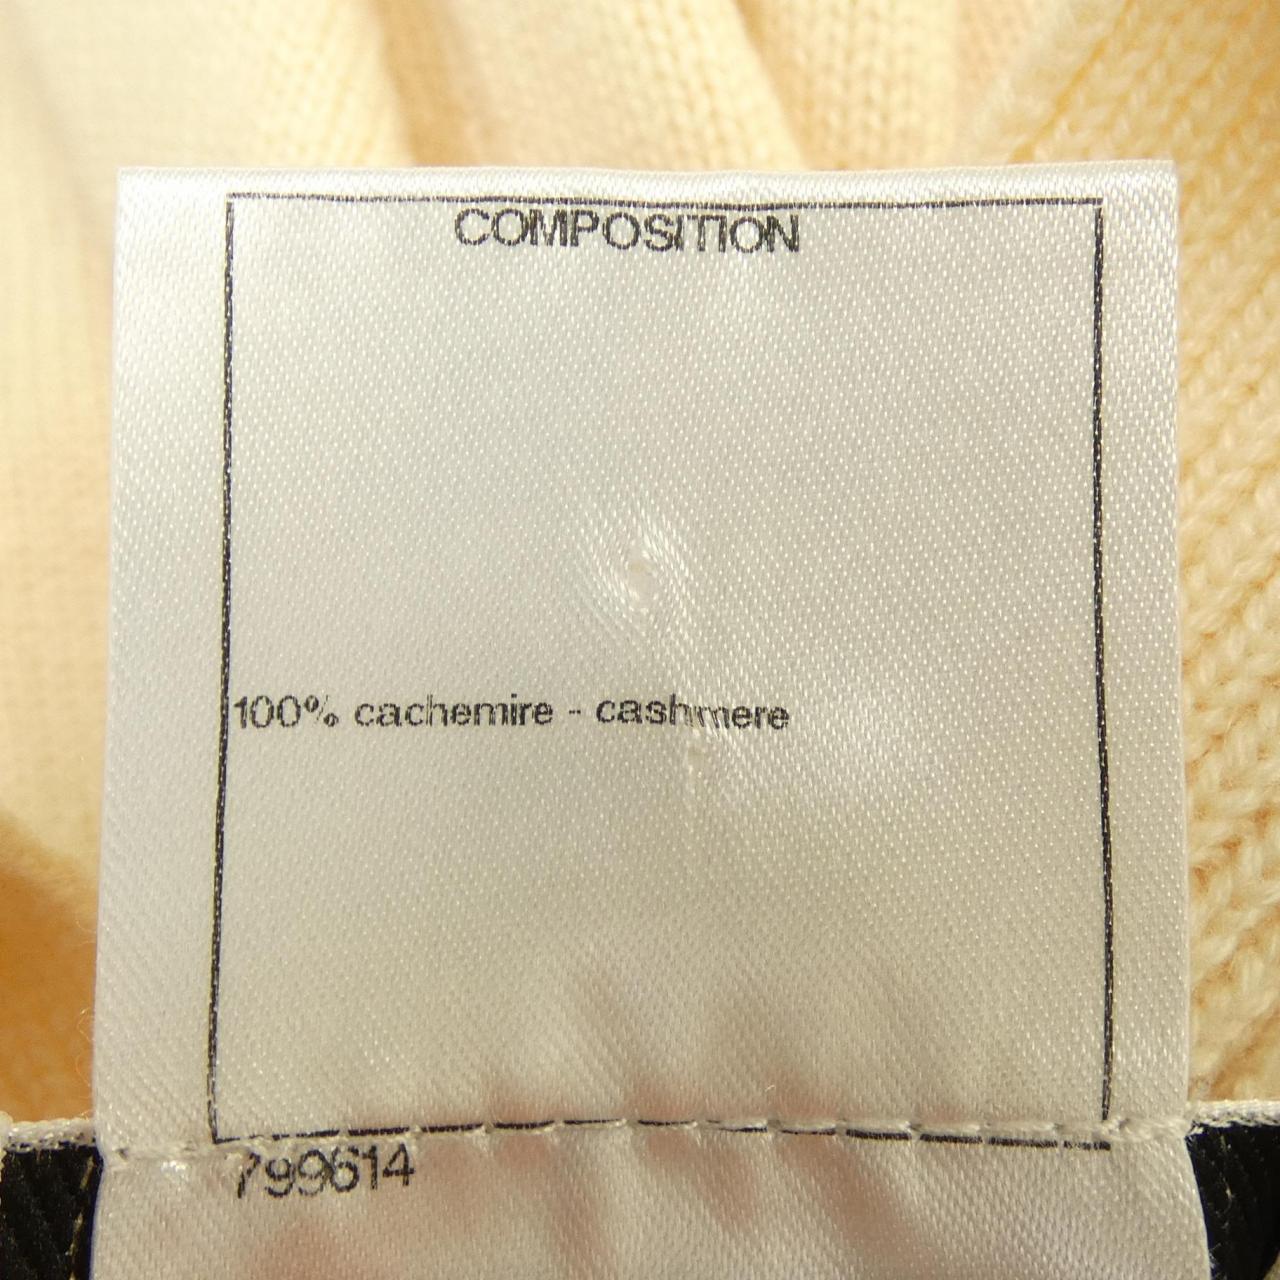 COMPOSITION
100% cachemire - cashmere
799614